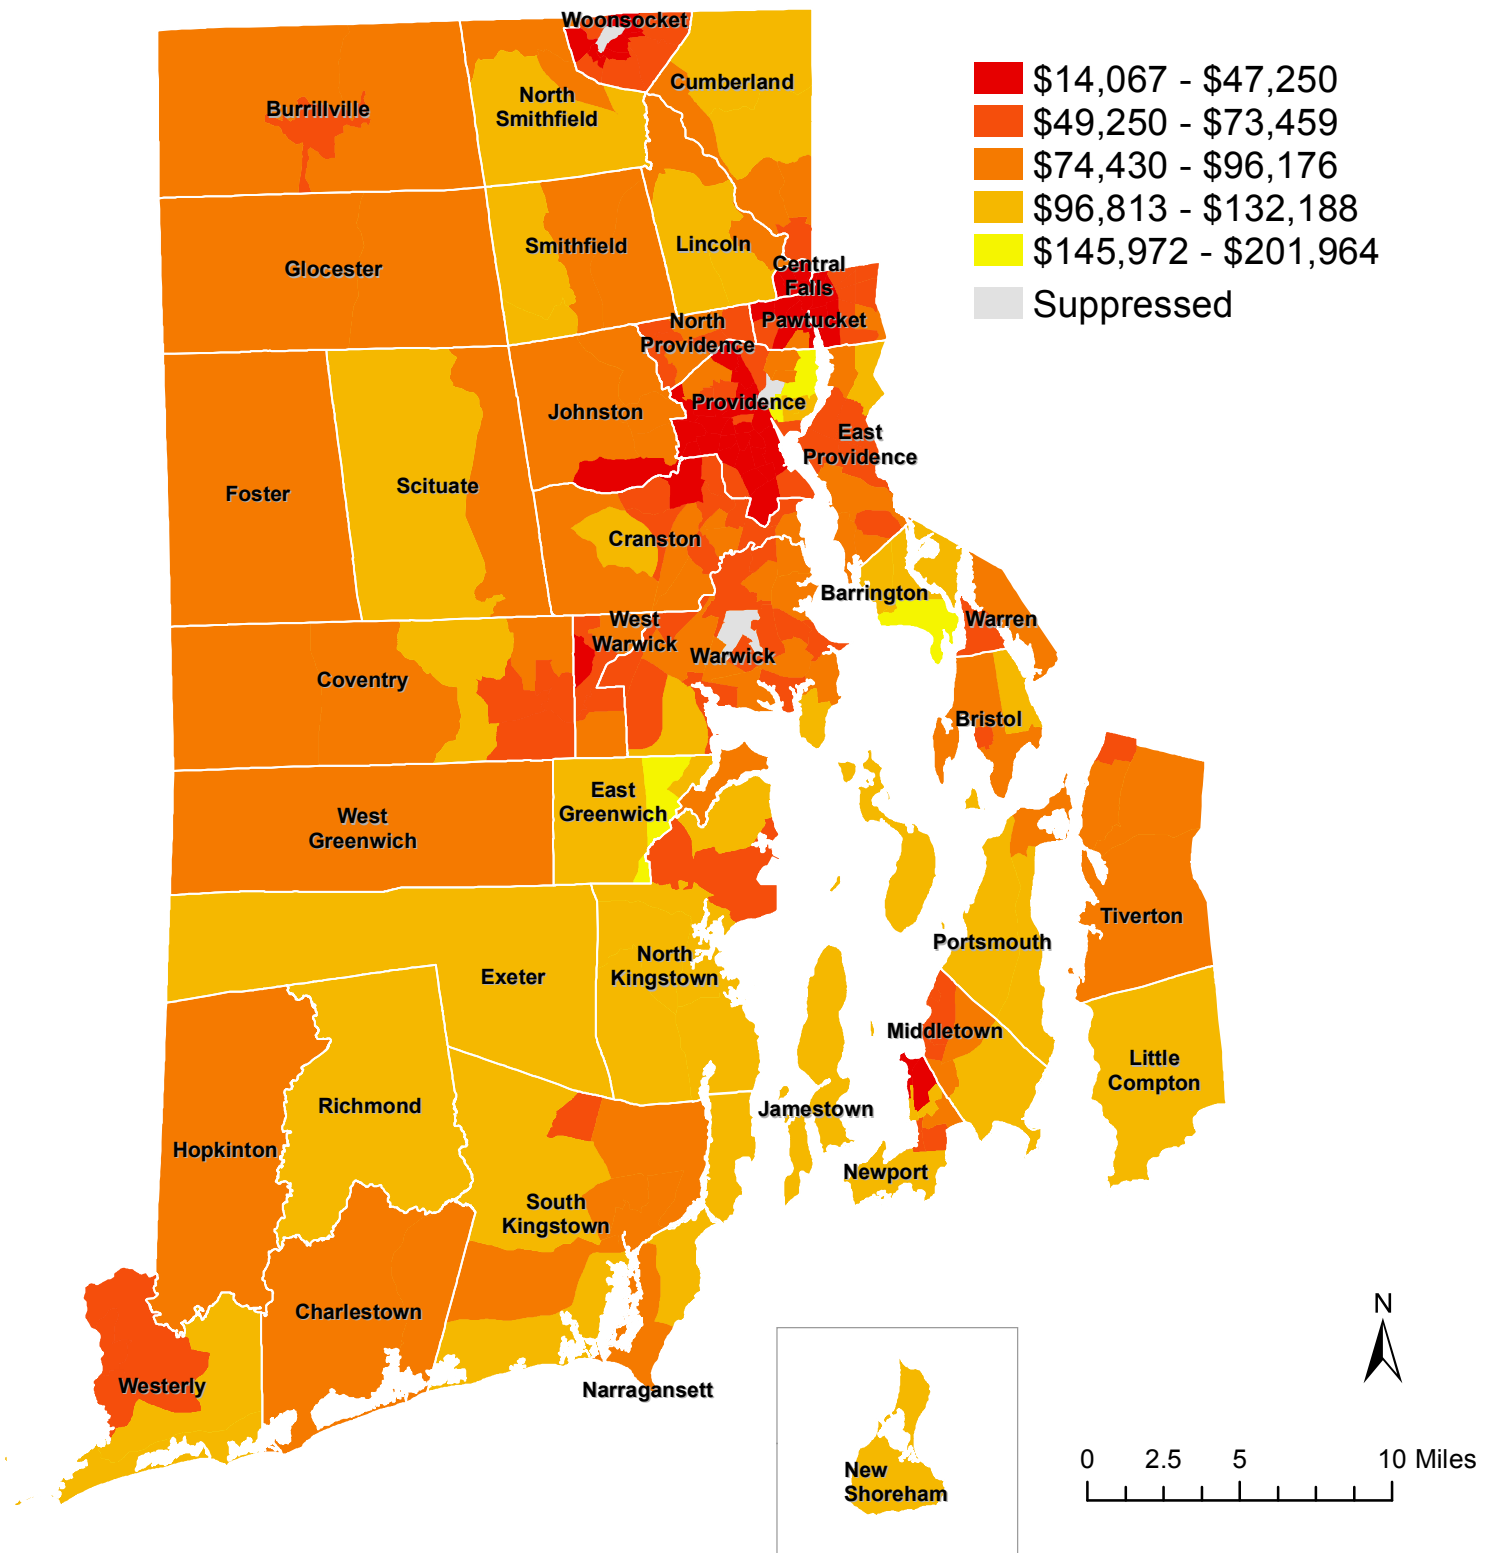 Woonsocket
Cumberland
Burrillville
North
Smithfield
$14,067 - $47,250
$49,250 - $73,459
$74,430 - $96,176
$96,813 - $132,188
$145,972 - $201,964
Suppressed
Glocester
Smithfield
Lincoln
Central
Falls
North
Providence
Pawtucket
Johnston
Providence
East
Providence
Foster
Scituate
Cranston
Barrington
Warren
West
Warwick
Warwick
Coventry
Bristol
West
Greenwich
East
Greenwich
Tiverton
Portsmouth
Exeter
North
Kingstown
Middletown
Little
Compton
Richmond
Jamestown
Hopkinton
Newport
South
Kingstown
Charlestown
Westerly
Narragansett
New
Shoreham
N
0 2.5 5 10 Miles